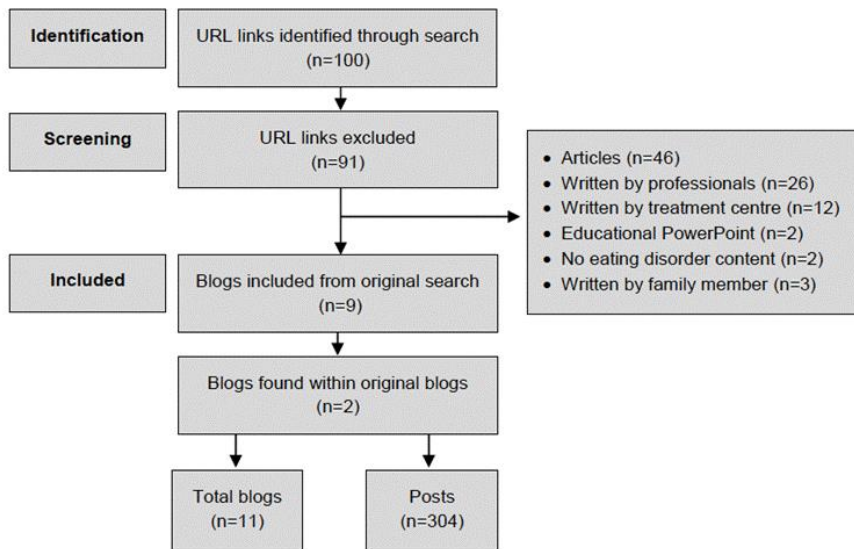 Identification
URL links identified through search
(n=100)
Screening
URL links excluded
(n=91)
• Articles (n=46)
• Written by professionals (n=26)
• Written by treatment centre (n=12)
• Educational PowerPoint (n=2)
• No eating disorder content (n=2)
• Written by family member (n=3)
Included
Blogs included from original search
(n=9)
Blogs found within original blogs
(n=2)
Total blogs
(n=11)
Posts
(n=304)